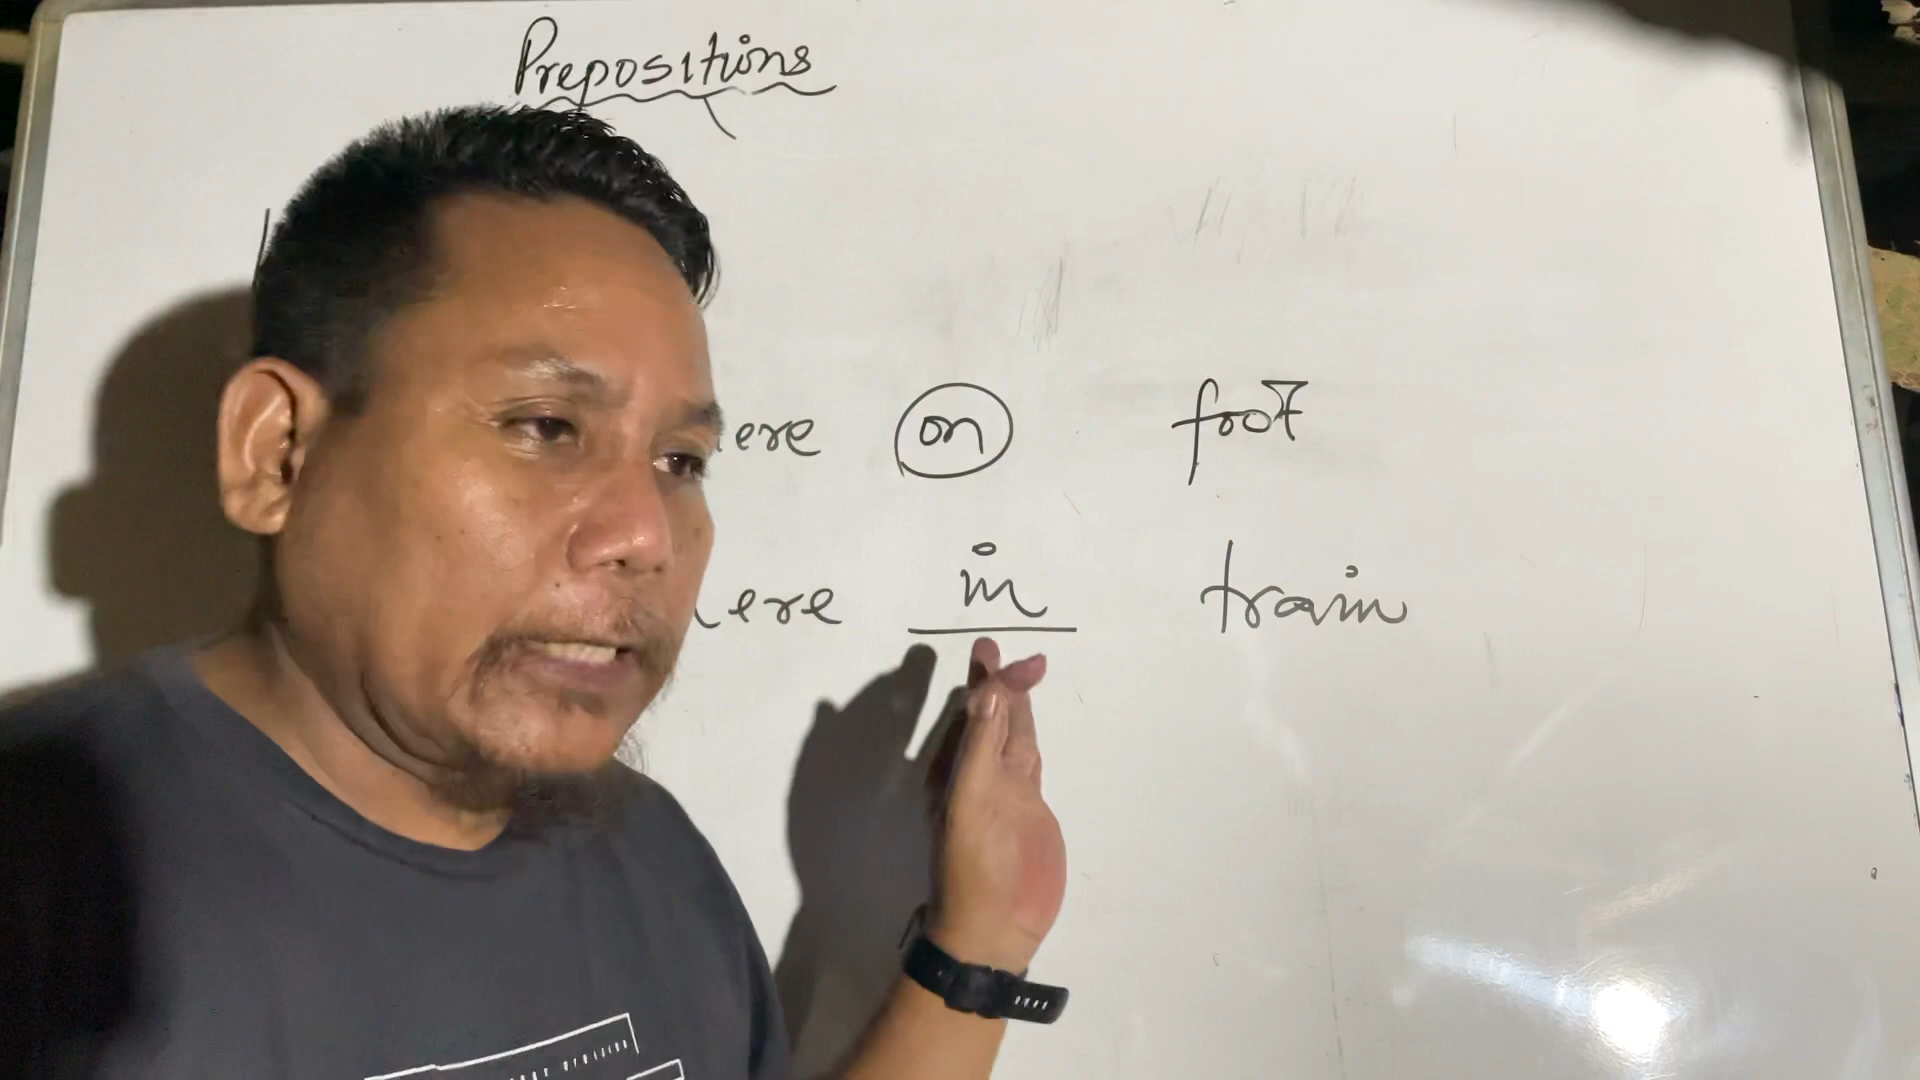 Prepositions
ere on foot
ere in train